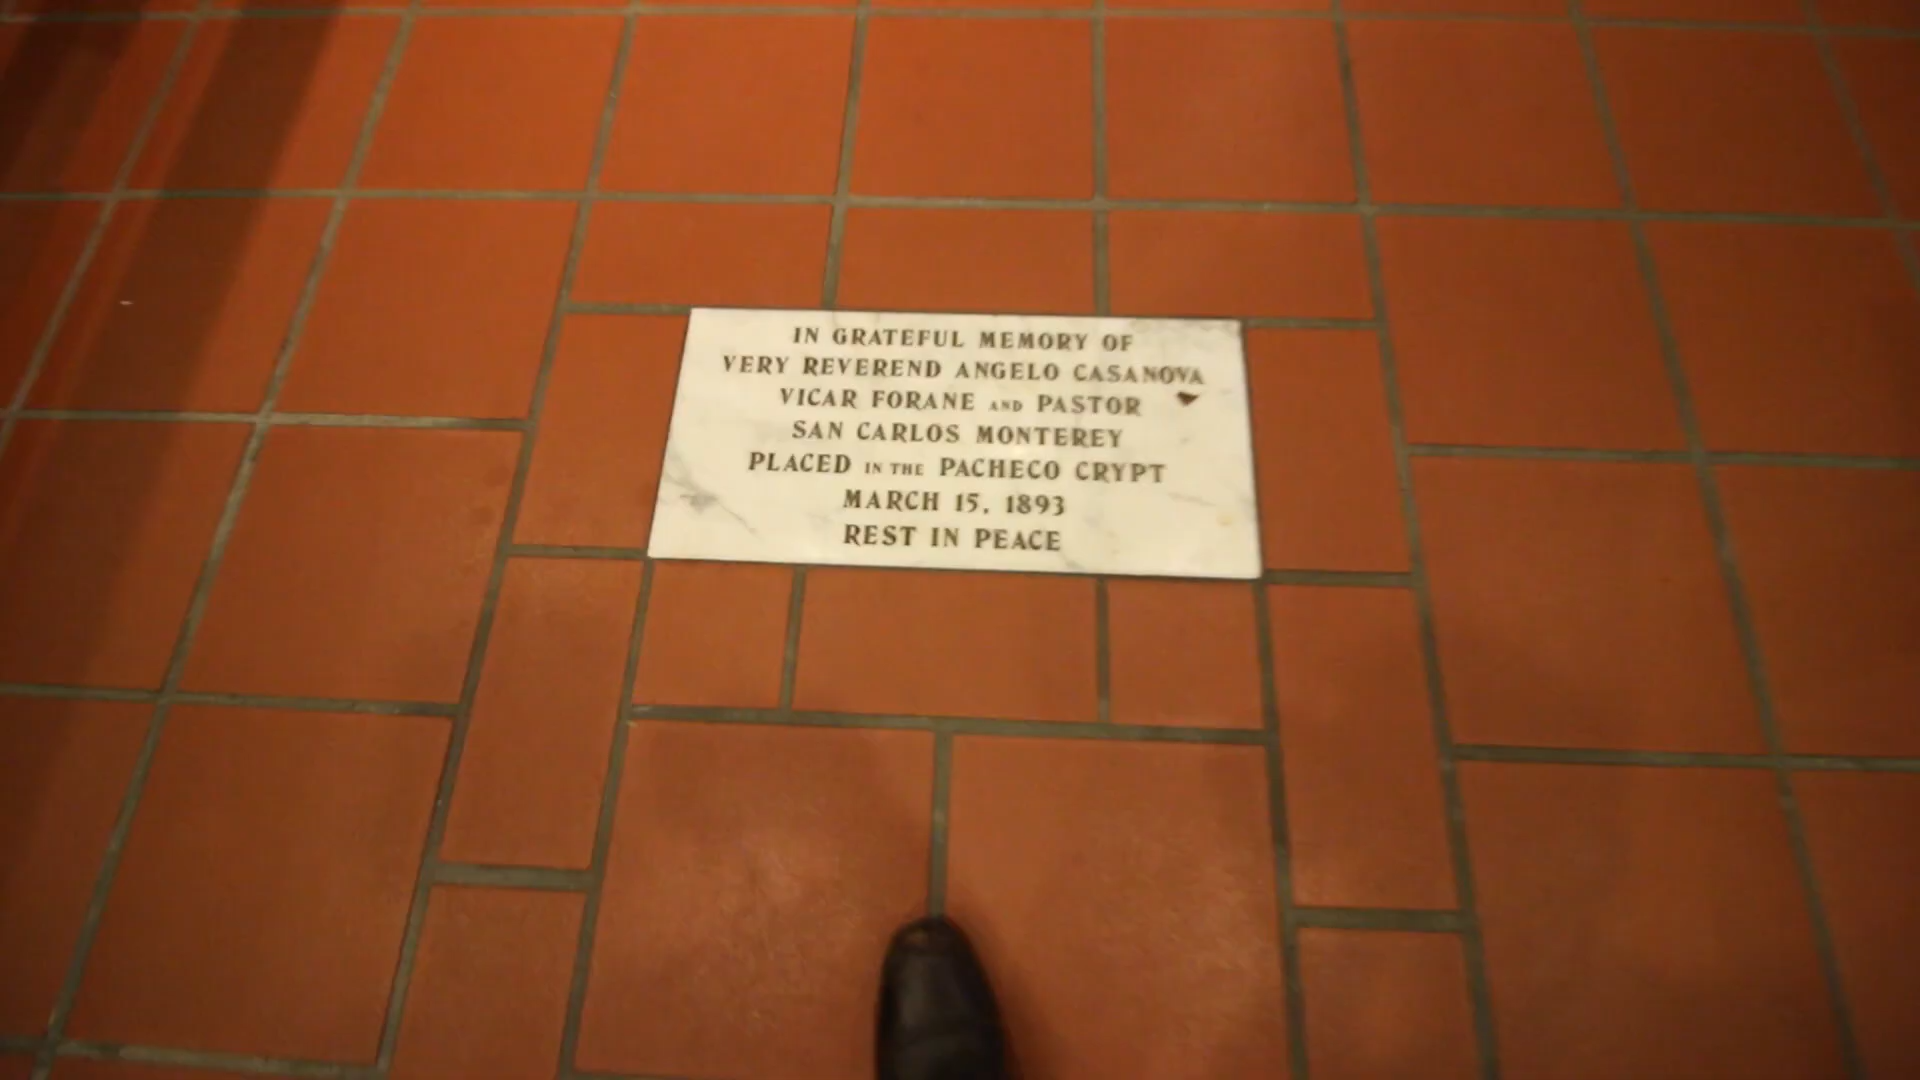 IN GRATEFUL MEMORY OF
VERY REVEREND ANGELO CASANOVA
VICAR FORANE AND PASTOR
SAN CARLOS MONTEREY
PLACED IN THE PACHECO CRYPT
MARCH 15, 1893
REST IN PEACE